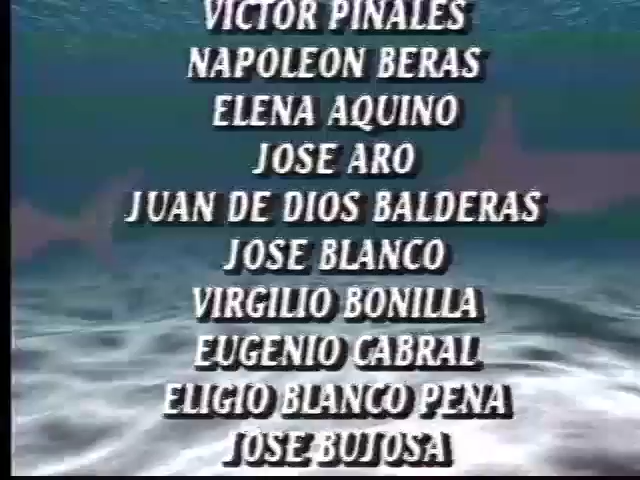 VICTOR PINALES
NAPOLEON BERAS
ELENA AQUINO
JOSE ARO
JUAN DE DIOS BALDERAS
JOSE BLANCO
VIRGILIO BONILLA
EUGENIO CABRAL
ELIGIO BLANCO PENA
JOSE BUJOSA